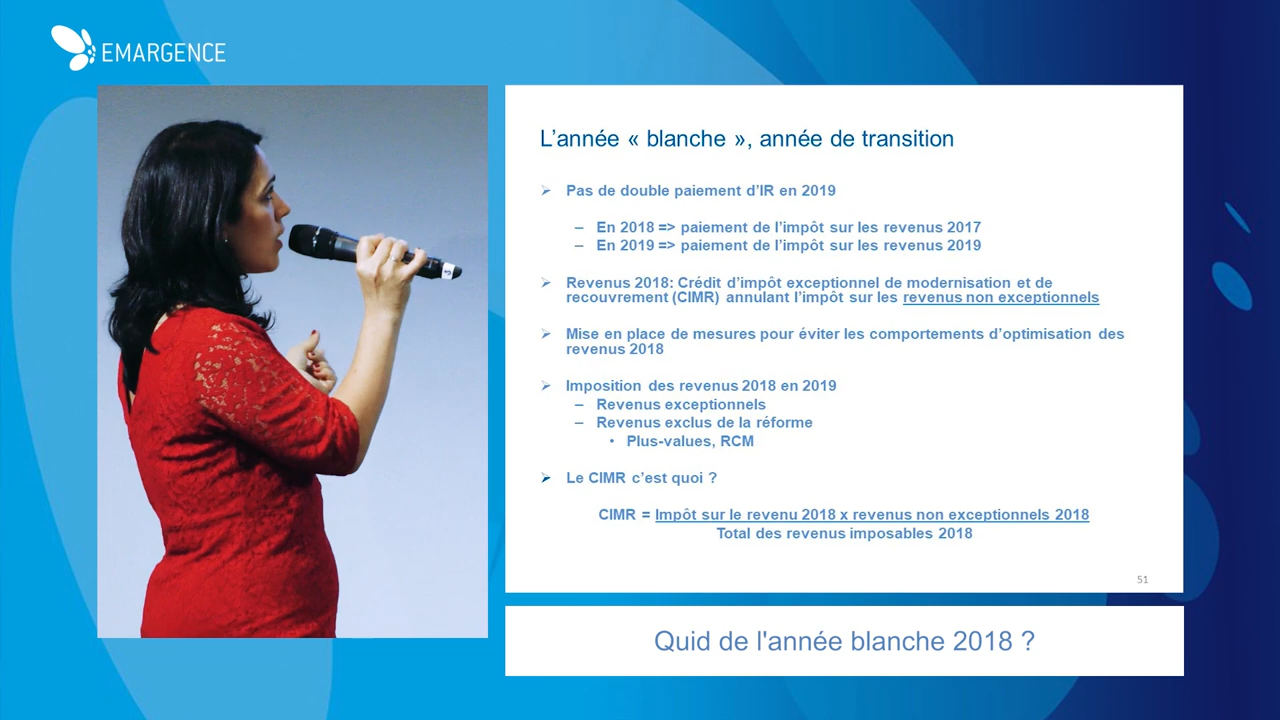 EMARGENCE
L’année « blanche », année de transition
➢ Pas de double paiement d’IR en 2019
– En 2018 => paiement de l’impôt sur les revenus 2017
– En 2019 => paiement de l’impôt sur les revenus 2019
➢ Revenus 2018: Crédit d’impôt exceptionnel de modernisation et de
recouvrement (CIMR) annulant l’impôt sur les revenus non exceptionnels
➢ Mise en place de mesures pour éviter les comportements d’optimisation des
revenus 2018
➢ Imposition des revenus 2018 en 2019
– Revenus exceptionnels
– Revenus exclus de la réforme
• Plus-values, RCM
➢ Le CIMR c’est quoi ?
CIMR = Impôt sur le revenu 2018 x revenus non exceptionnels 2018
Total des revenus imposables 2018
51
Quid de l'année blanche 2018 ?